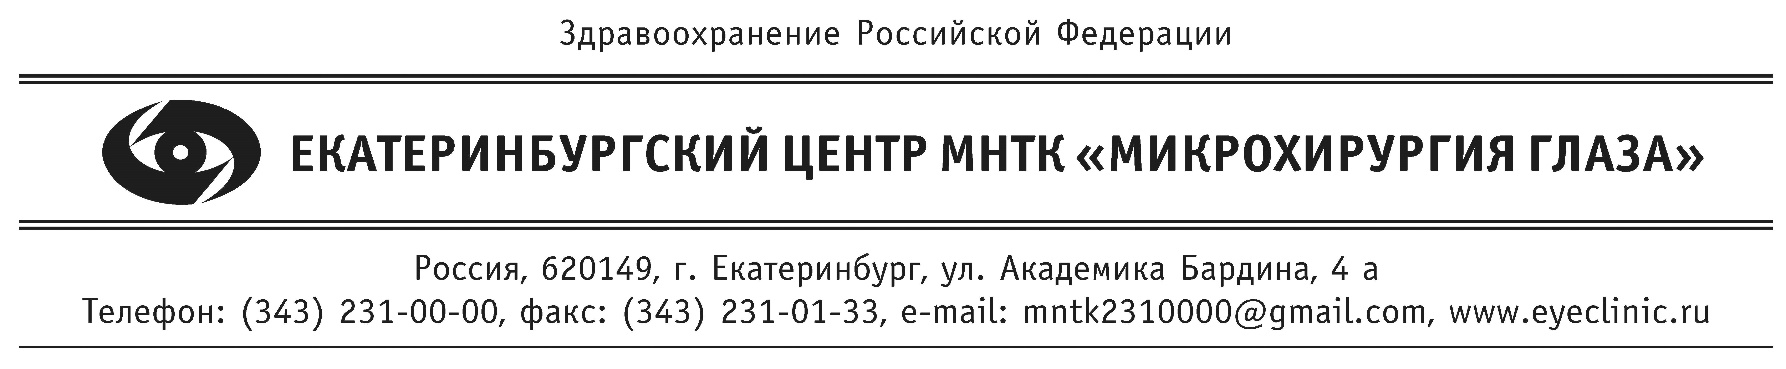 Здравоохранение Российской Федерации
ЕКАТЕРИНБУРГСКИЙ ЦЕНТР МНТК «МИКРОХИРУРГИЯ ГЛАЗА»
Россия, 620149, г. Екатеринбург, ул. Академика Бардина, 4 а
Телефон: (343) 231-00-00, факс: (343) 231-01-33, e-mail: mntk2310000@gmail.com, www.eyeclinic.ru